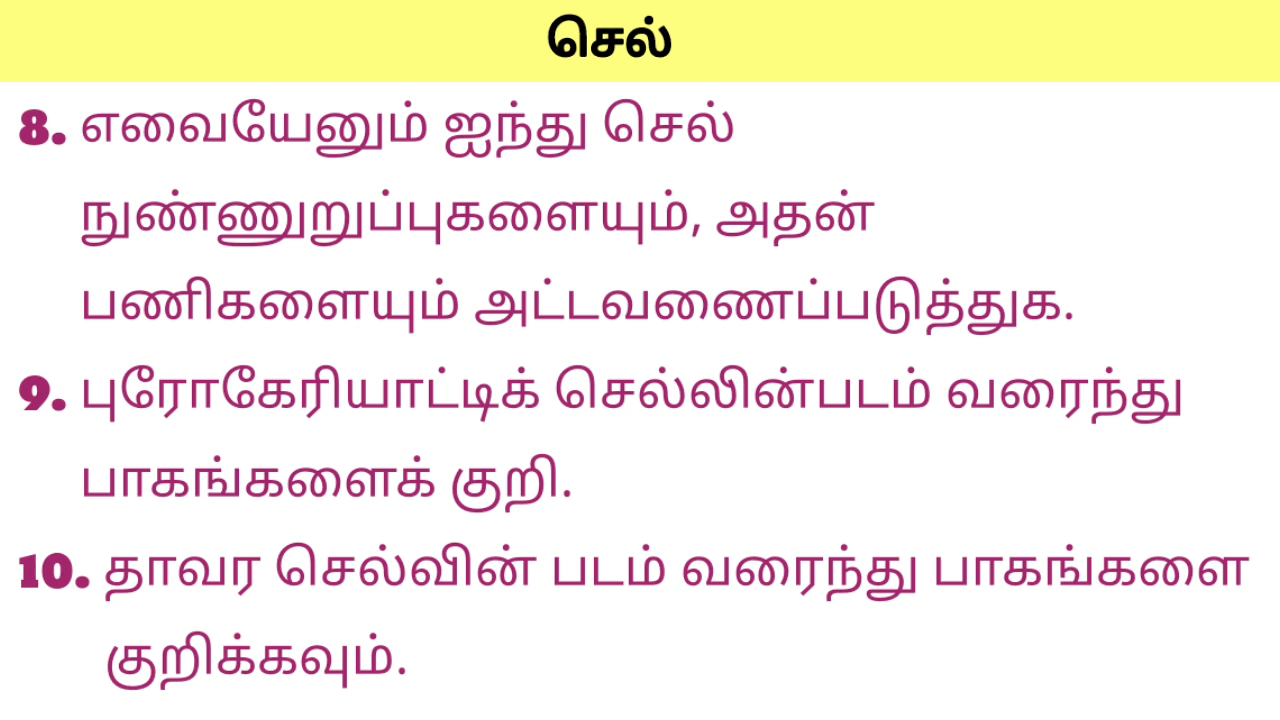 செல்
8. எவையேனும் ஐந்து செல்
நுண்ணுறுப்புகளையும், அதன்
பணிகளையும் அட்டவணைப்படுத்துக.
9. புரோகேரியாட்டிக் செல்லின்படம் வரைந்து
பாகங்களைக் குறி.
10. தாவர செல்வின் படம் வரைந்து பாகங்களை
குறிக்கவும்.